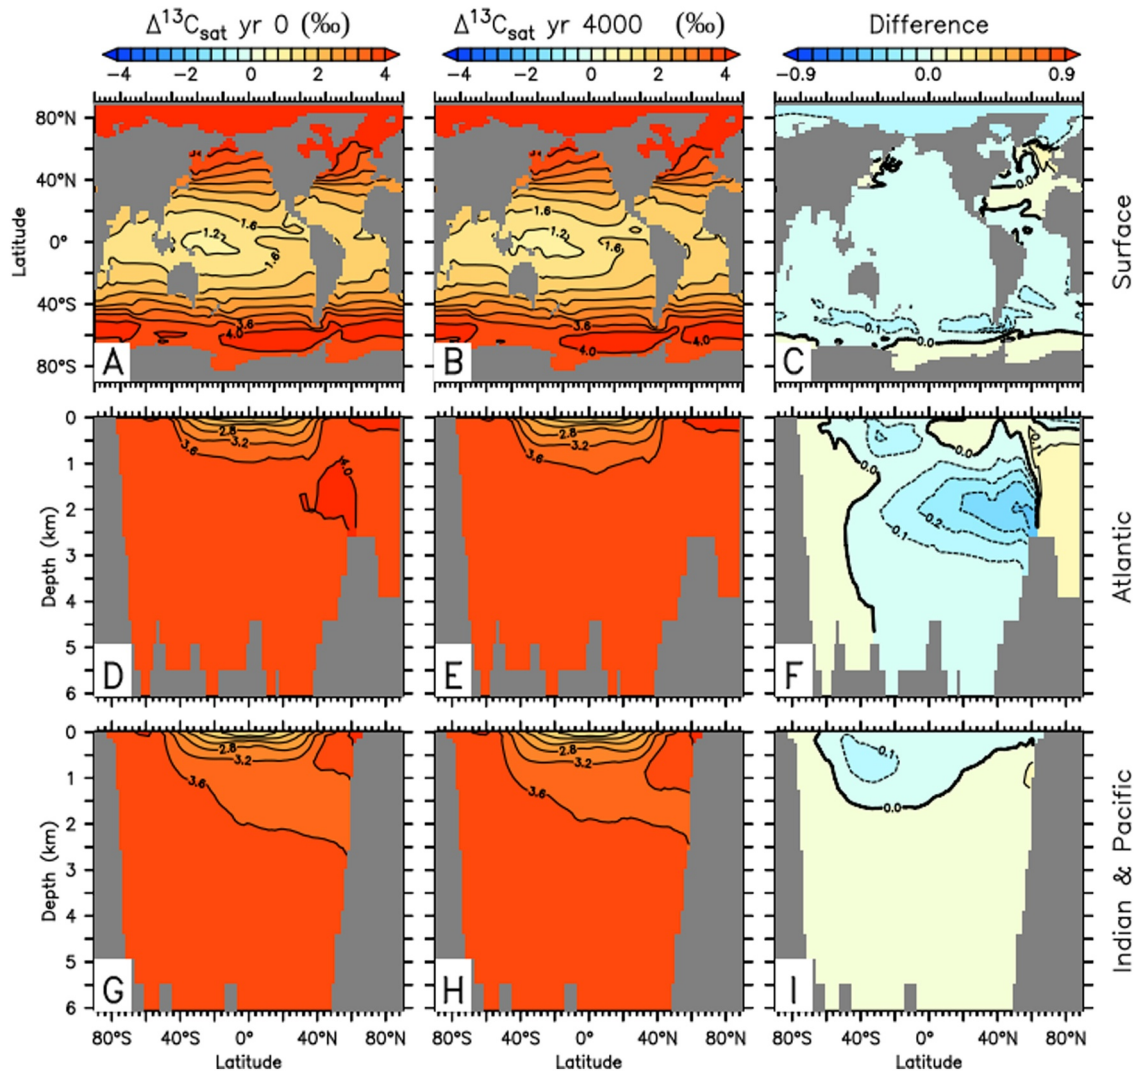 Δ¹³C_sat yr 0 (‰) Δ¹³C_sat yr 4000 (‰) Difference
−4 −2 0 2 4 −4 −2 0 2 4 −0.9 0.0 0.9
80°N
40°N
0°
40°S
80°S
Latitude
1.6 1.2 1.6 3.6 4.0
1.6 1.2 1.6 3.6 4.0 4.0
0.0 0.1 0.0
A B C
Surface
0
1
2
3
4
5
6
Depth (km)
2.8 3.2 3.6 4.0
2.8 3.2 3.6
0.0 0.0 0.1 0.2
D E F
Atlantic
0
1
2
3
4
5
6
Depth (km)
2.8 3.2 3.6
2.8 3.2 3.6
0.1 0.0
G H I
Indian & Pacific
80°S 40°S 0° 40°N 80°N 80°S 40°S 0° 40°N 80°N 80°S 40°S 0° 40°N 80°N
Latitude Latitude Latitude